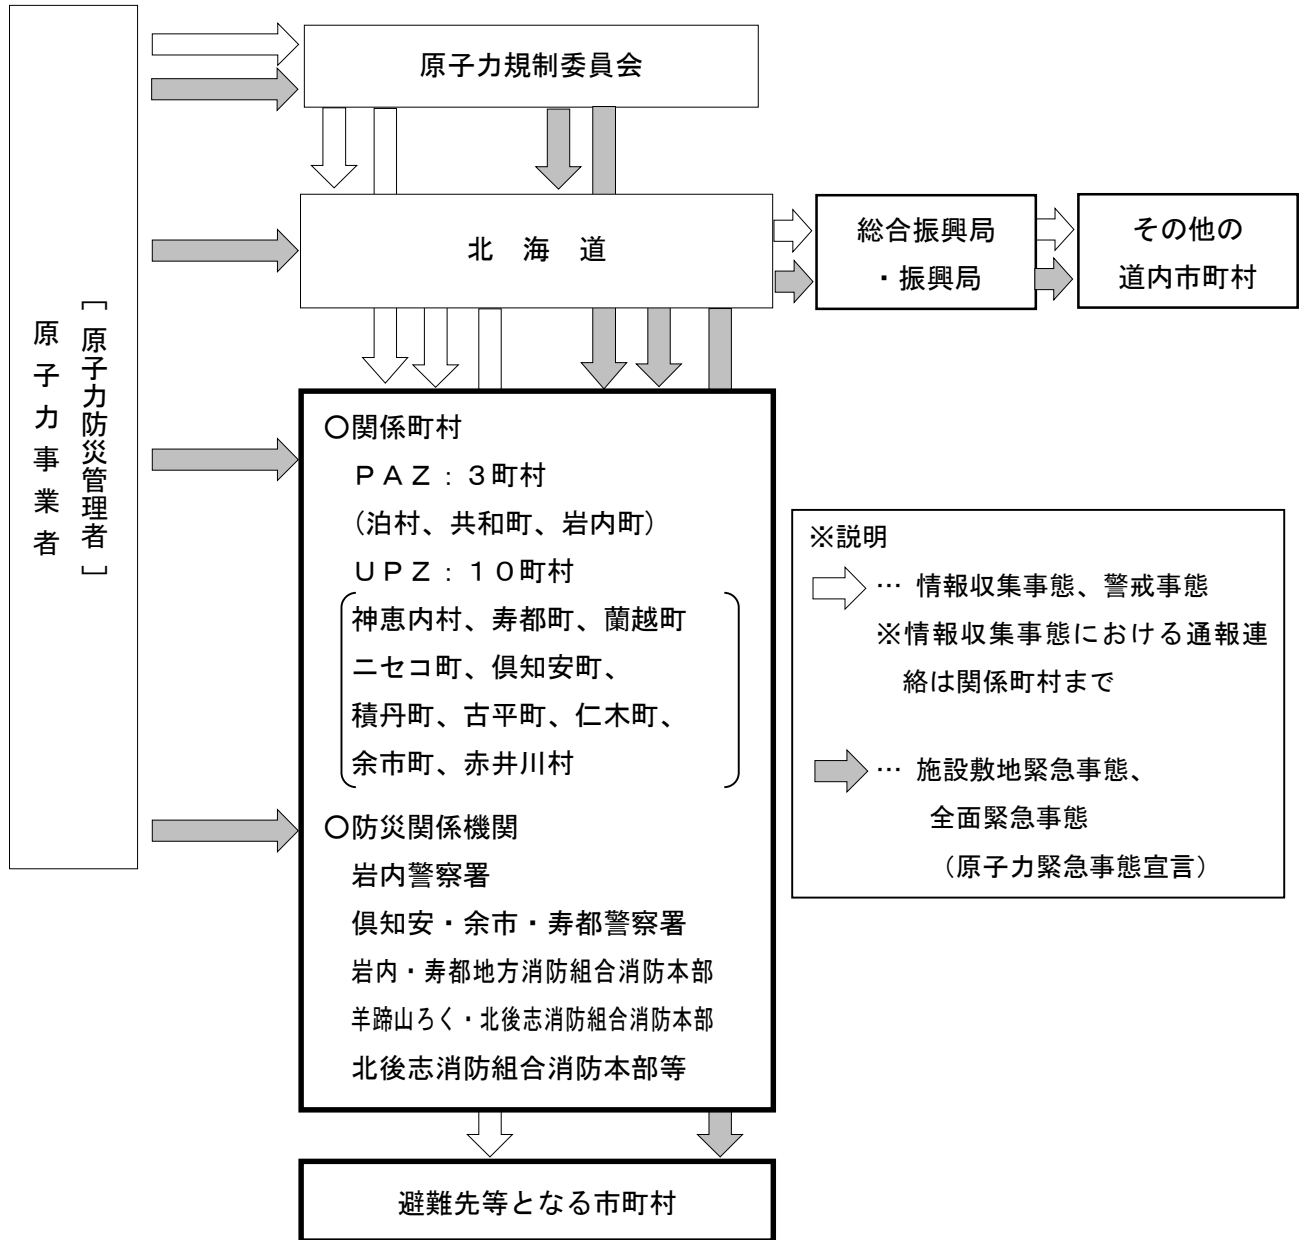 原子力事業者
［原子力防災管理者］
原子力規制委員会
北　海　道
総合振興局
・振興局
その他の
道内市町村
〇関係町村
ＰＡＺ：３町村
（泊村、共和町、岩内町）
ＵＰＺ：１０町村
神恵内村、寿都町、蘭越町
ニセコ町、倶知安町、
積丹町、古平町、仁木町、
余市町、赤井川村
〇防災関係機関
岩内警察署
倶知安・余市・寿都警察署
岩内・寿都地方消防組合消防本部
羊蹄山ろく・北後志消防組合消防本部
北後志消防組合消防本部等
避難先等となる市町村
※説明
… 情報収集事態、警戒事態
※情報収集事態における通報連
絡は関係町村まで
… 施設敷地緊急事態、
全面緊急事態
（原子力緊急事態宣言）